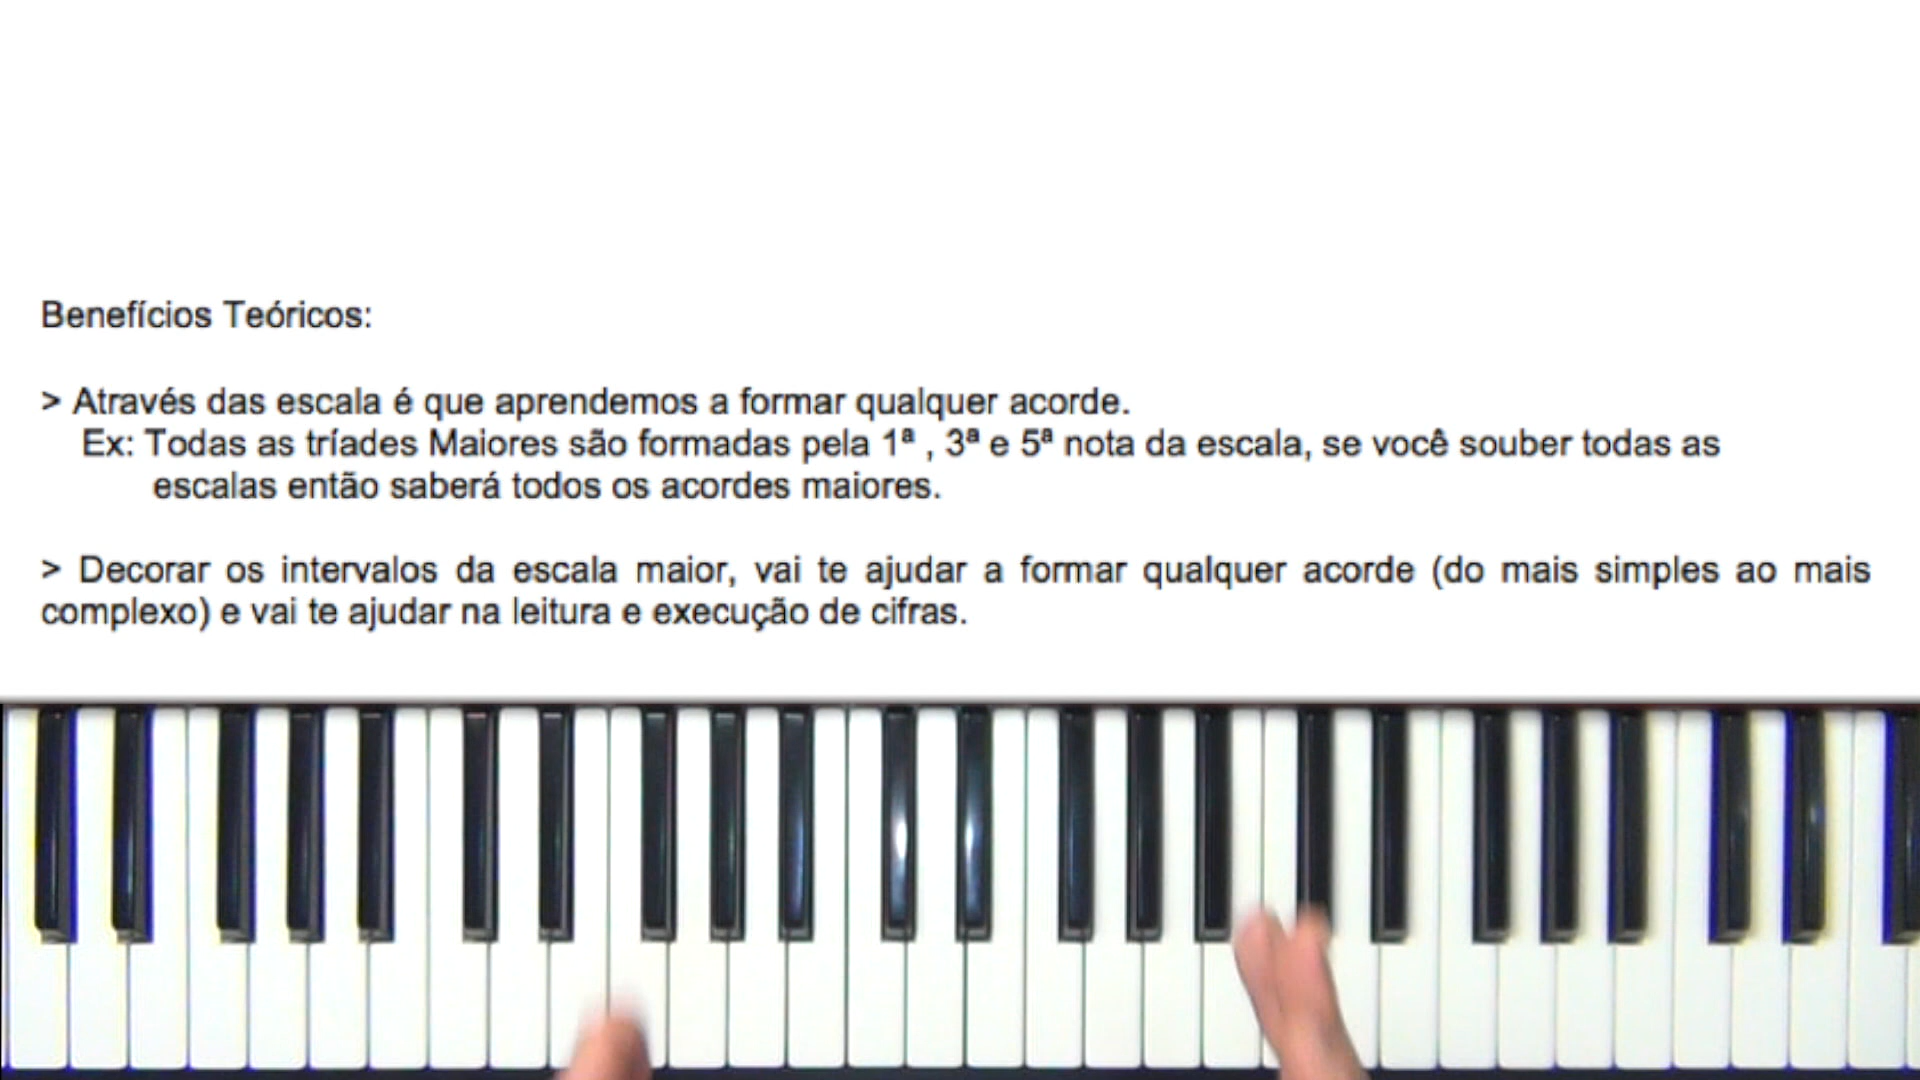 Benefícios Teóricos:
> Através das escala é que aprendemos a formar qualquer acorde.
Ex: Todas as tríades Maiores são formadas pela 1ª , 3ª e 5ª nota da escala, se você souber todas as
escalas então saberá todos os acordes maiores.
> Decorar os intervalos da escala maior, vai te ajudar a formar qualquer acorde (do mais simples ao mais
complexo) e vai te ajudar na leitura e execução de cifras.